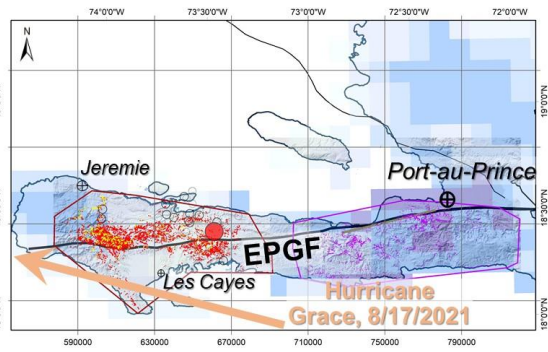 74°0'0"W 73°30'0"W 73°0'0"W 72°30'0"W 72°0'0"W
N
19°0'0"N
Jeremie
Port-au-Prince
18°30'0"N
EPGF
Les Cayes
Hurricane
Grace, 8/17/2021
18°0'0"N
590000 630000 670000 710000 750000 790000